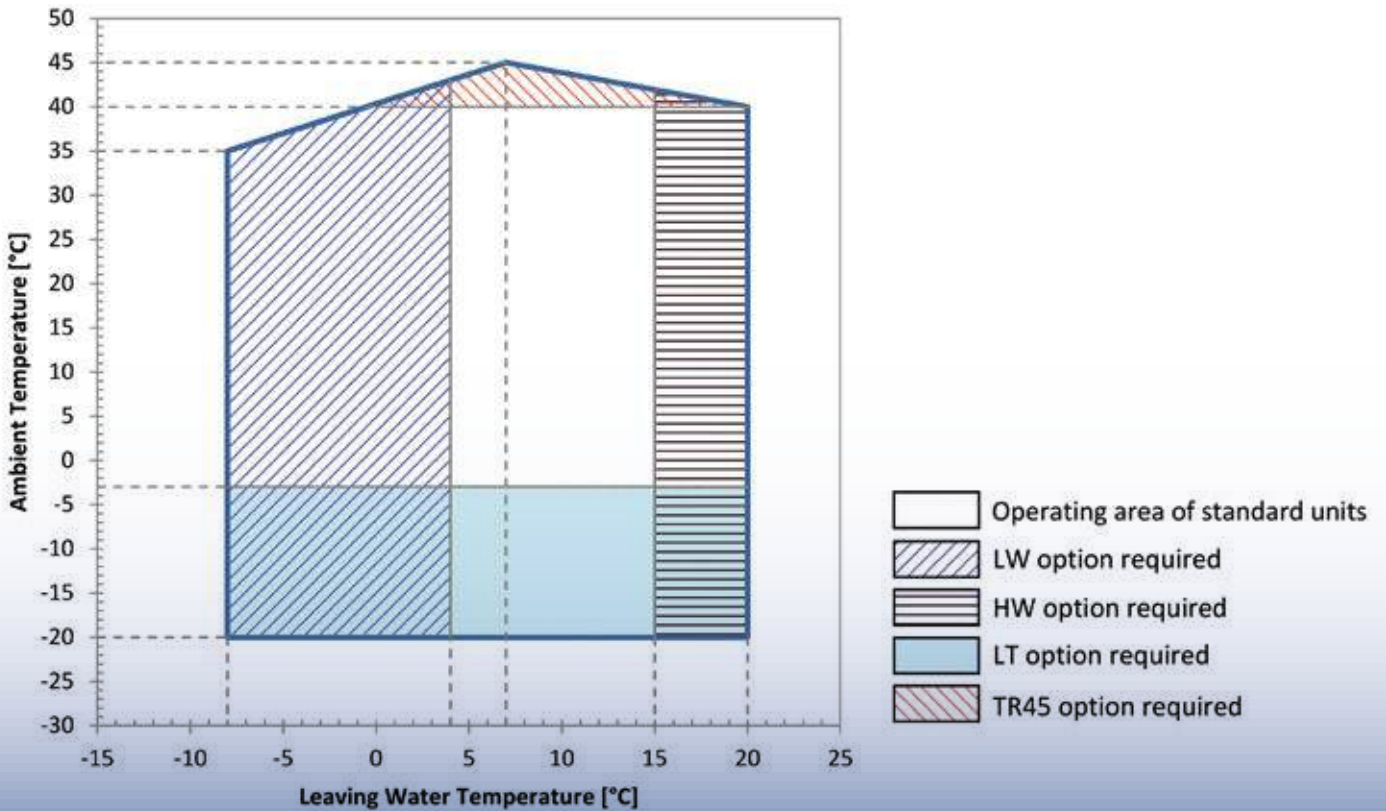 50
45
40
35
30
25
20
15
10
5
0
-5
-10
-15
-20
-25
-30
Ambient Temperature [°C]
-15 -10 -5 0 5 10 15 20 25
Leaving Water Temperature [°C]
Operating area of standard units
LW option required
HW option required
LT option required
TR45 option required